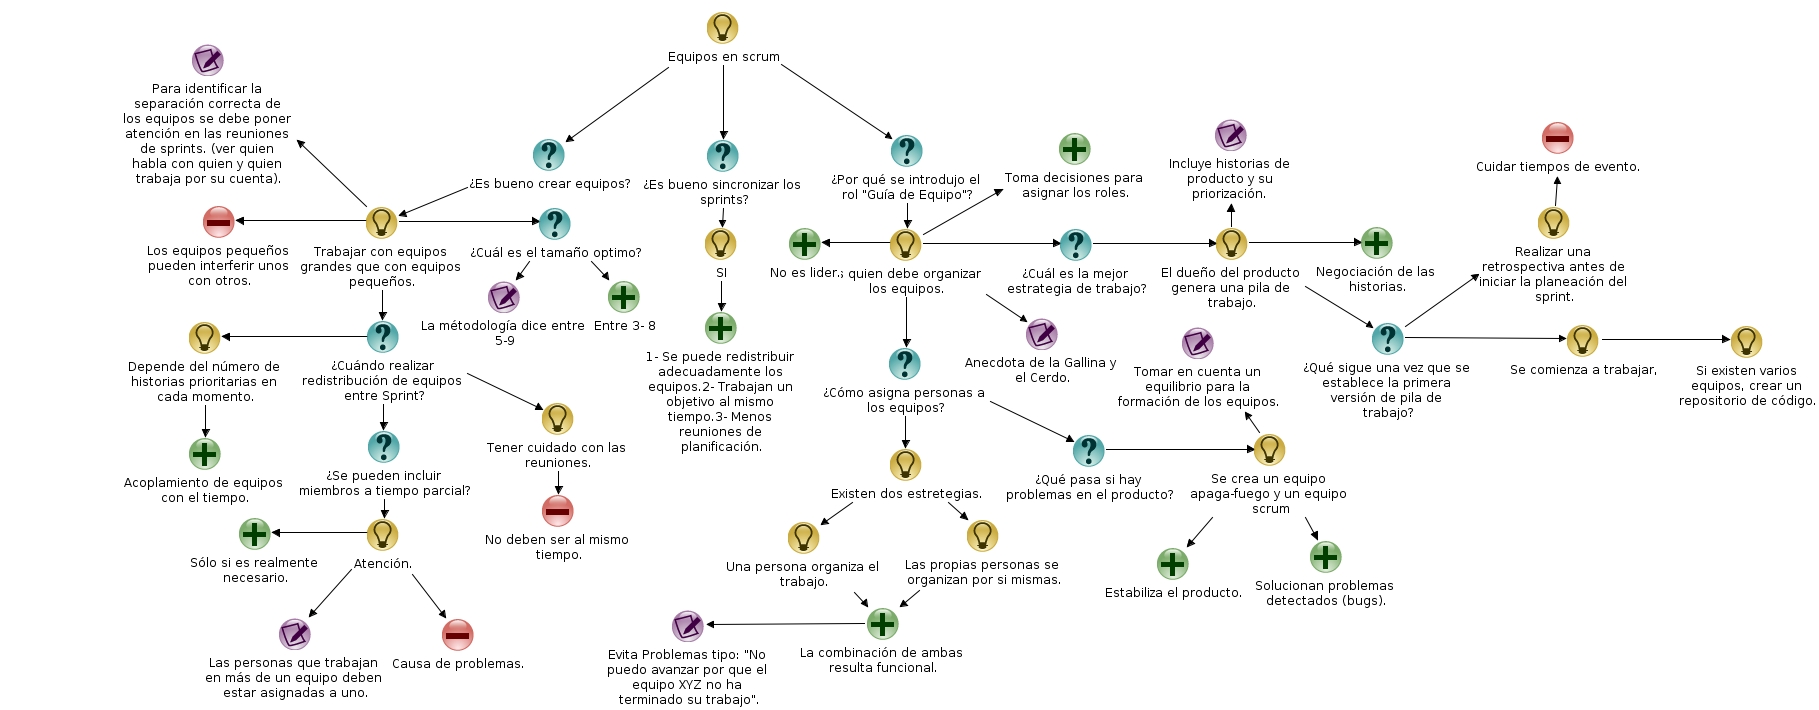 Equipos en scrum
Para identificar la
separación correcta de
los equipos se debe poner
atención en las reuniones
de sprints. (ver quien
habla con quien y quien
trabaja por su cuenta).
¿Es bueno crear equipos?
¿Es bueno sincronizar los
sprints?
¿Por qué se introdujo el
rol "Guía de Equipo"?
Toma decisiones para
asignar los roles.
Incluye historias de
producto y su
priorización.
Cuidar tiempos de evento.
Los equipos pequeños
pueden interferir unos
con otros.
Trabajar con equipos
grandes que con equipos
pequeños.
¿Cuál es el tamaño optimo?
SI
No es lider.
quien debe organizar
los equipos.
¿Cuál es la mejor
estrategia de trabajo?
El dueño del producto
genera una pila de
trabajo.
Negociación de las
historias.
Realizar una
retrospectiva antes de
iniciar la planeación del
sprint.
La métodología dice entre
5-9
Entre 3- 8
Depende del número de
historias prioritarias en
cada momento.
¿Cuándo realizar
redistribución de equipos
entre Sprint?
1- Se puede redistribuir
adecuadamente los
equipos.2- Trabajan un
objetivo al mismo
tiempo.3- Menos
reuniones de
planificación.
Anecdota de la Gallina y
el Cerdo.
¿Cómo asigna personas a
los equipos?
Tomar en cuenta un
equilibrio para la
formación de los equipos.
¿Qué sigue una vez que se
establece la primera
versión de pila de
trabajo?
Se comienza a trabajar,
Si existen varios
equipos, crear un
repositorio de código.
Tener cuidado con las
reuniones.
Acoplamiento de equipos
con el tiempo.
¿Se pueden incluir
miembros a tiempo parcial?
Existen dos estretegias.
¿Qué pasa si hay
problemas en el producto?
Se crea un equipo
apaga-fuego y un equipo
scrum
No deben ser al mismo
tiempo.
Sólo si es realmente
necesario.
Atención.
Una persona organiza el
trabajo.
Las propias personas se
organizan por si mismas.
Estabiliza el producto.
Solucionan problemas
detectados (bugs).
Las personas que trabajan
en más de un equipo deben
estar asignadas a uno.
Causa de problemas.
Evita Problemas tipo: "No
puedo avanzar por que el
equipo XYZ no ha
terminado su trabajo".
La combinación de ambas
resulta funcional.